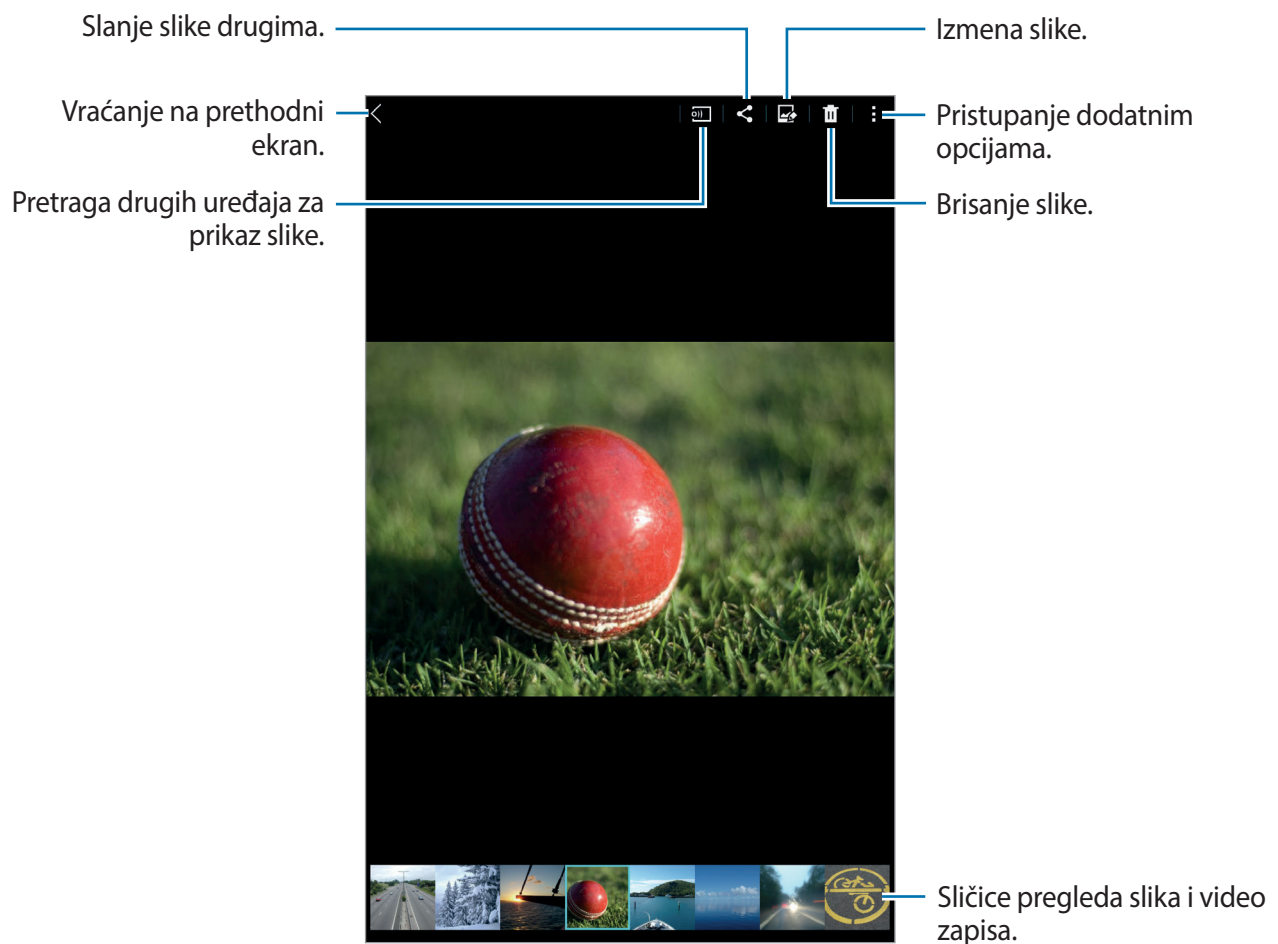 Slanje slike drugima.
Izmena slike.
Vraćanje na prethodni
ekran.
Pristupanje dodatnim
opcijama.
Pretraga drugih uređaja za
prikaz slike.
Brisanje slike.
Sličice pregleda slika i video
zapisa.